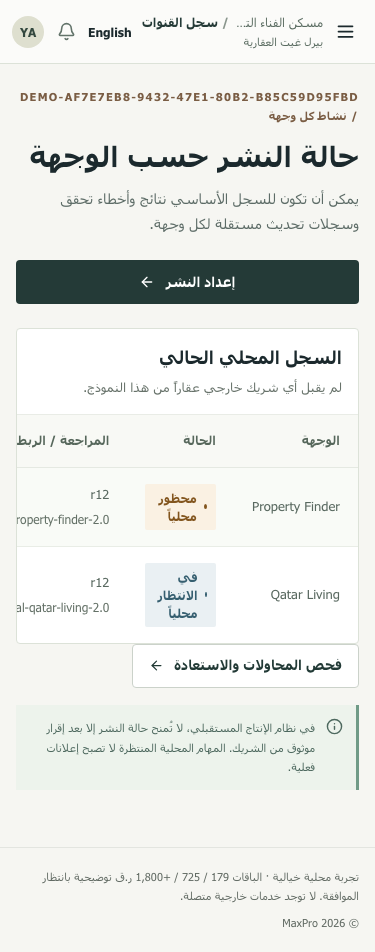 مسكن الفناء الت... / سجل القنوات English YA
بيرل غيت العقارية
DEMO-AF7E7EB8-9432-47E1-80B2-B85C59D95FBD
/ نشاط كل وجهة
حالة النشر حسب الوجهة
يمكن أن تكون للسجل الأساسي نتائج وأخطاء تحقق
وسجلات تحديث مستقلة لكل وجهة.
إعداد النشر
السجل المحلي الحالي
لم يقبل أي شريك خارجي عقاراً من هذا النموذج.
الوجهة الحالة المراجعة / الربط
Property Finder
محظور
محلياً
r12
roperty-finder-2.0
Qatar Living
في
الانتظار
محلياً
r12
al-qatar-living-2.0
فحص المحاولات والاستعادة
في نظام الإنتاج المستقبلي، لا تُمنح حالة النشر إلا بعد إقرار
موثوق من الشريك. المهام المحلية المنتظرة لا تصبح إعلانات
فعلية.
تجربة محلية خيالية · الباقات 179 / 725 / +1,800 ر.ق توضيحية بانتظار
الموافقة. لا توجد خدمات خارجية متصلة.
© 2026 MaxPro